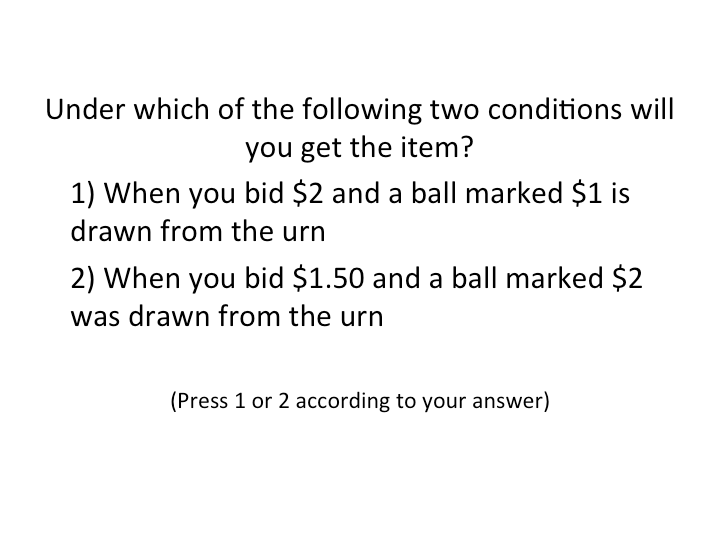 Under which of the following two conditions will
you get the item?
1) When you bid $2 and a ball marked $1 is
drawn from the urn
2) When you bid $1.50 and a ball marked $2
was drawn from the urn
(Press 1 or 2 according to your answer)